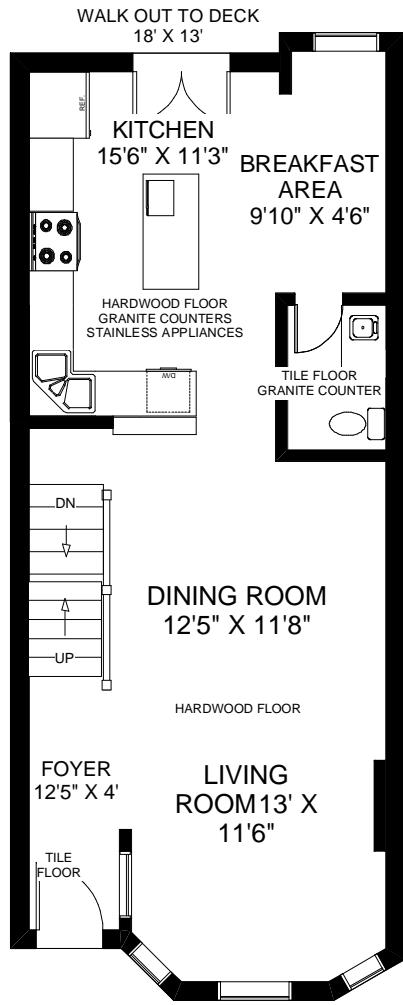 WALK OUT TO DECK
18' X 13'
REF.
KITCHEN
15'6" X 11'3"
BREAKFAST
AREA
9'10" X 4'6"
HARDWOOD FLOOR
GRANITE COUNTERS
STAINLESS APPLIANCES
D/W
TILE FLOOR
GRANITE COUNTER
DN
UP
DINING ROOM
12'5" X 11'8"
HARDWOOD FLOOR
FOYER
12'5" X 4'
LIVING
ROOM13' X
11'6"
TILE
FLOOR